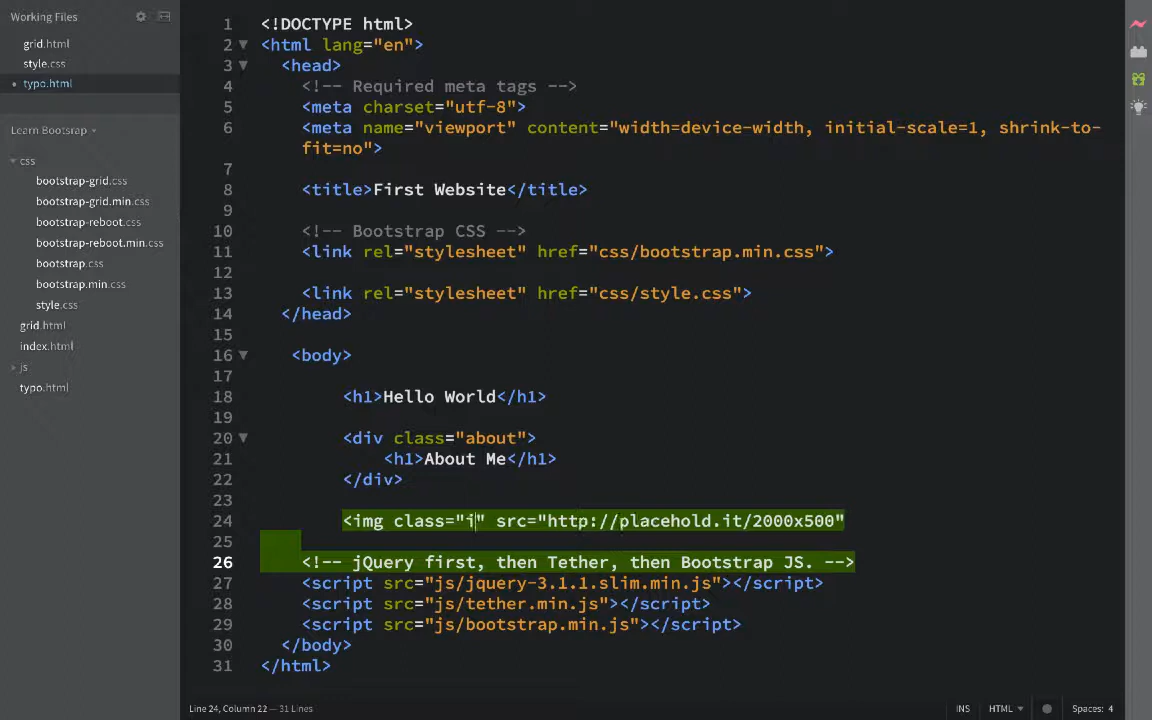 Working Files
grid.html
style.css
typo.html
Learn Bootsrap
css
bootstrap-grid.css
bootstrap-grid.min.css
bootstrap-reboot.css
bootstrap-reboot.min.css
bootstrap.css
bootstrap.min.css
style.css
grid.html
index.html
js
typo.html
1 <!DOCTYPE html>
2 <html lang="en">
3 <head>
4 <!-- Required meta tags -->
5 <meta charset="utf-8">
6 <meta name="viewport" content="width=device-width, initial-scale=1, shrink-to-
fit=no">
7
8 <title>First Website</title>
9
10 <!-- Bootstrap CSS -->
11 <link rel="stylesheet" href="css/bootstrap.min.css">
12
13 <link rel="stylesheet" href="css/style.css">
14 </head>
15
16 <body>
17
18 <h1>Hello World</h1>
19
20 <div class="about">
21 <h1>About Me</h1>
22 </div>
23
24 <img class="i" src="http://placehold.it/2000x500"
25
26 <!-- jQuery first, then Tether, then Bootstrap JS. -->
27 <script src="js/jquery-3.1.1.slim.min.js"></script>
28 <script src="js/tether.min.js"></script>
29 <script src="js/bootstrap.min.js"></script>
30 </body>
31 </html>
Line 24, Column 22 — 31 Lines
INS
HTML
Spaces: 4